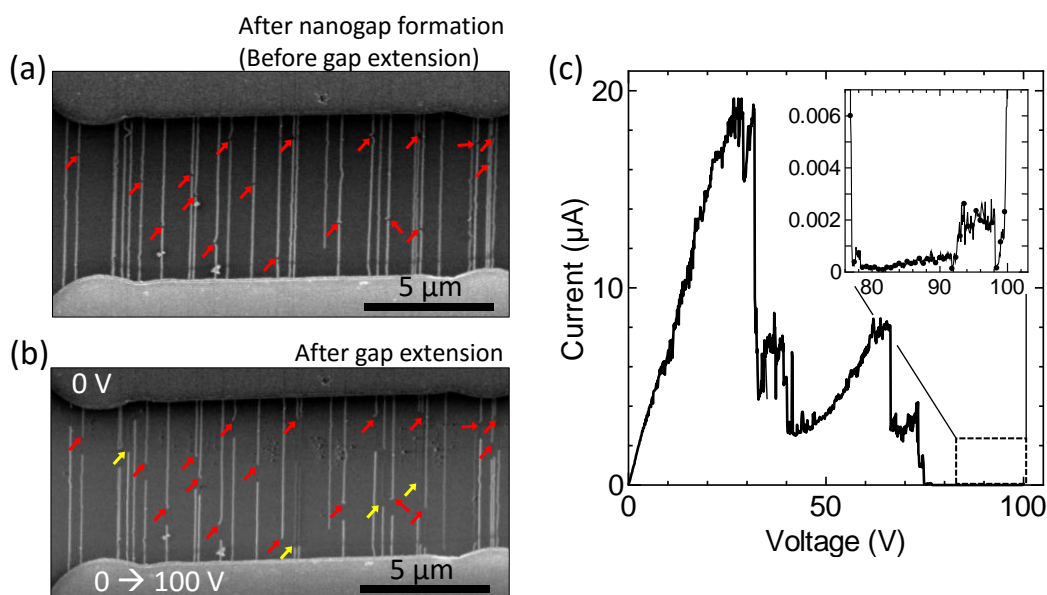 After nanogap formation
(Before gap extension)
(a)
5 µm
(b)
After gap extension
0 V
0 → 100 V
5 µm
(c)
20
10
0
0
50
100
Current (µA)
Voltage (V)
0.006
0.004
0.002
0
80
90
100